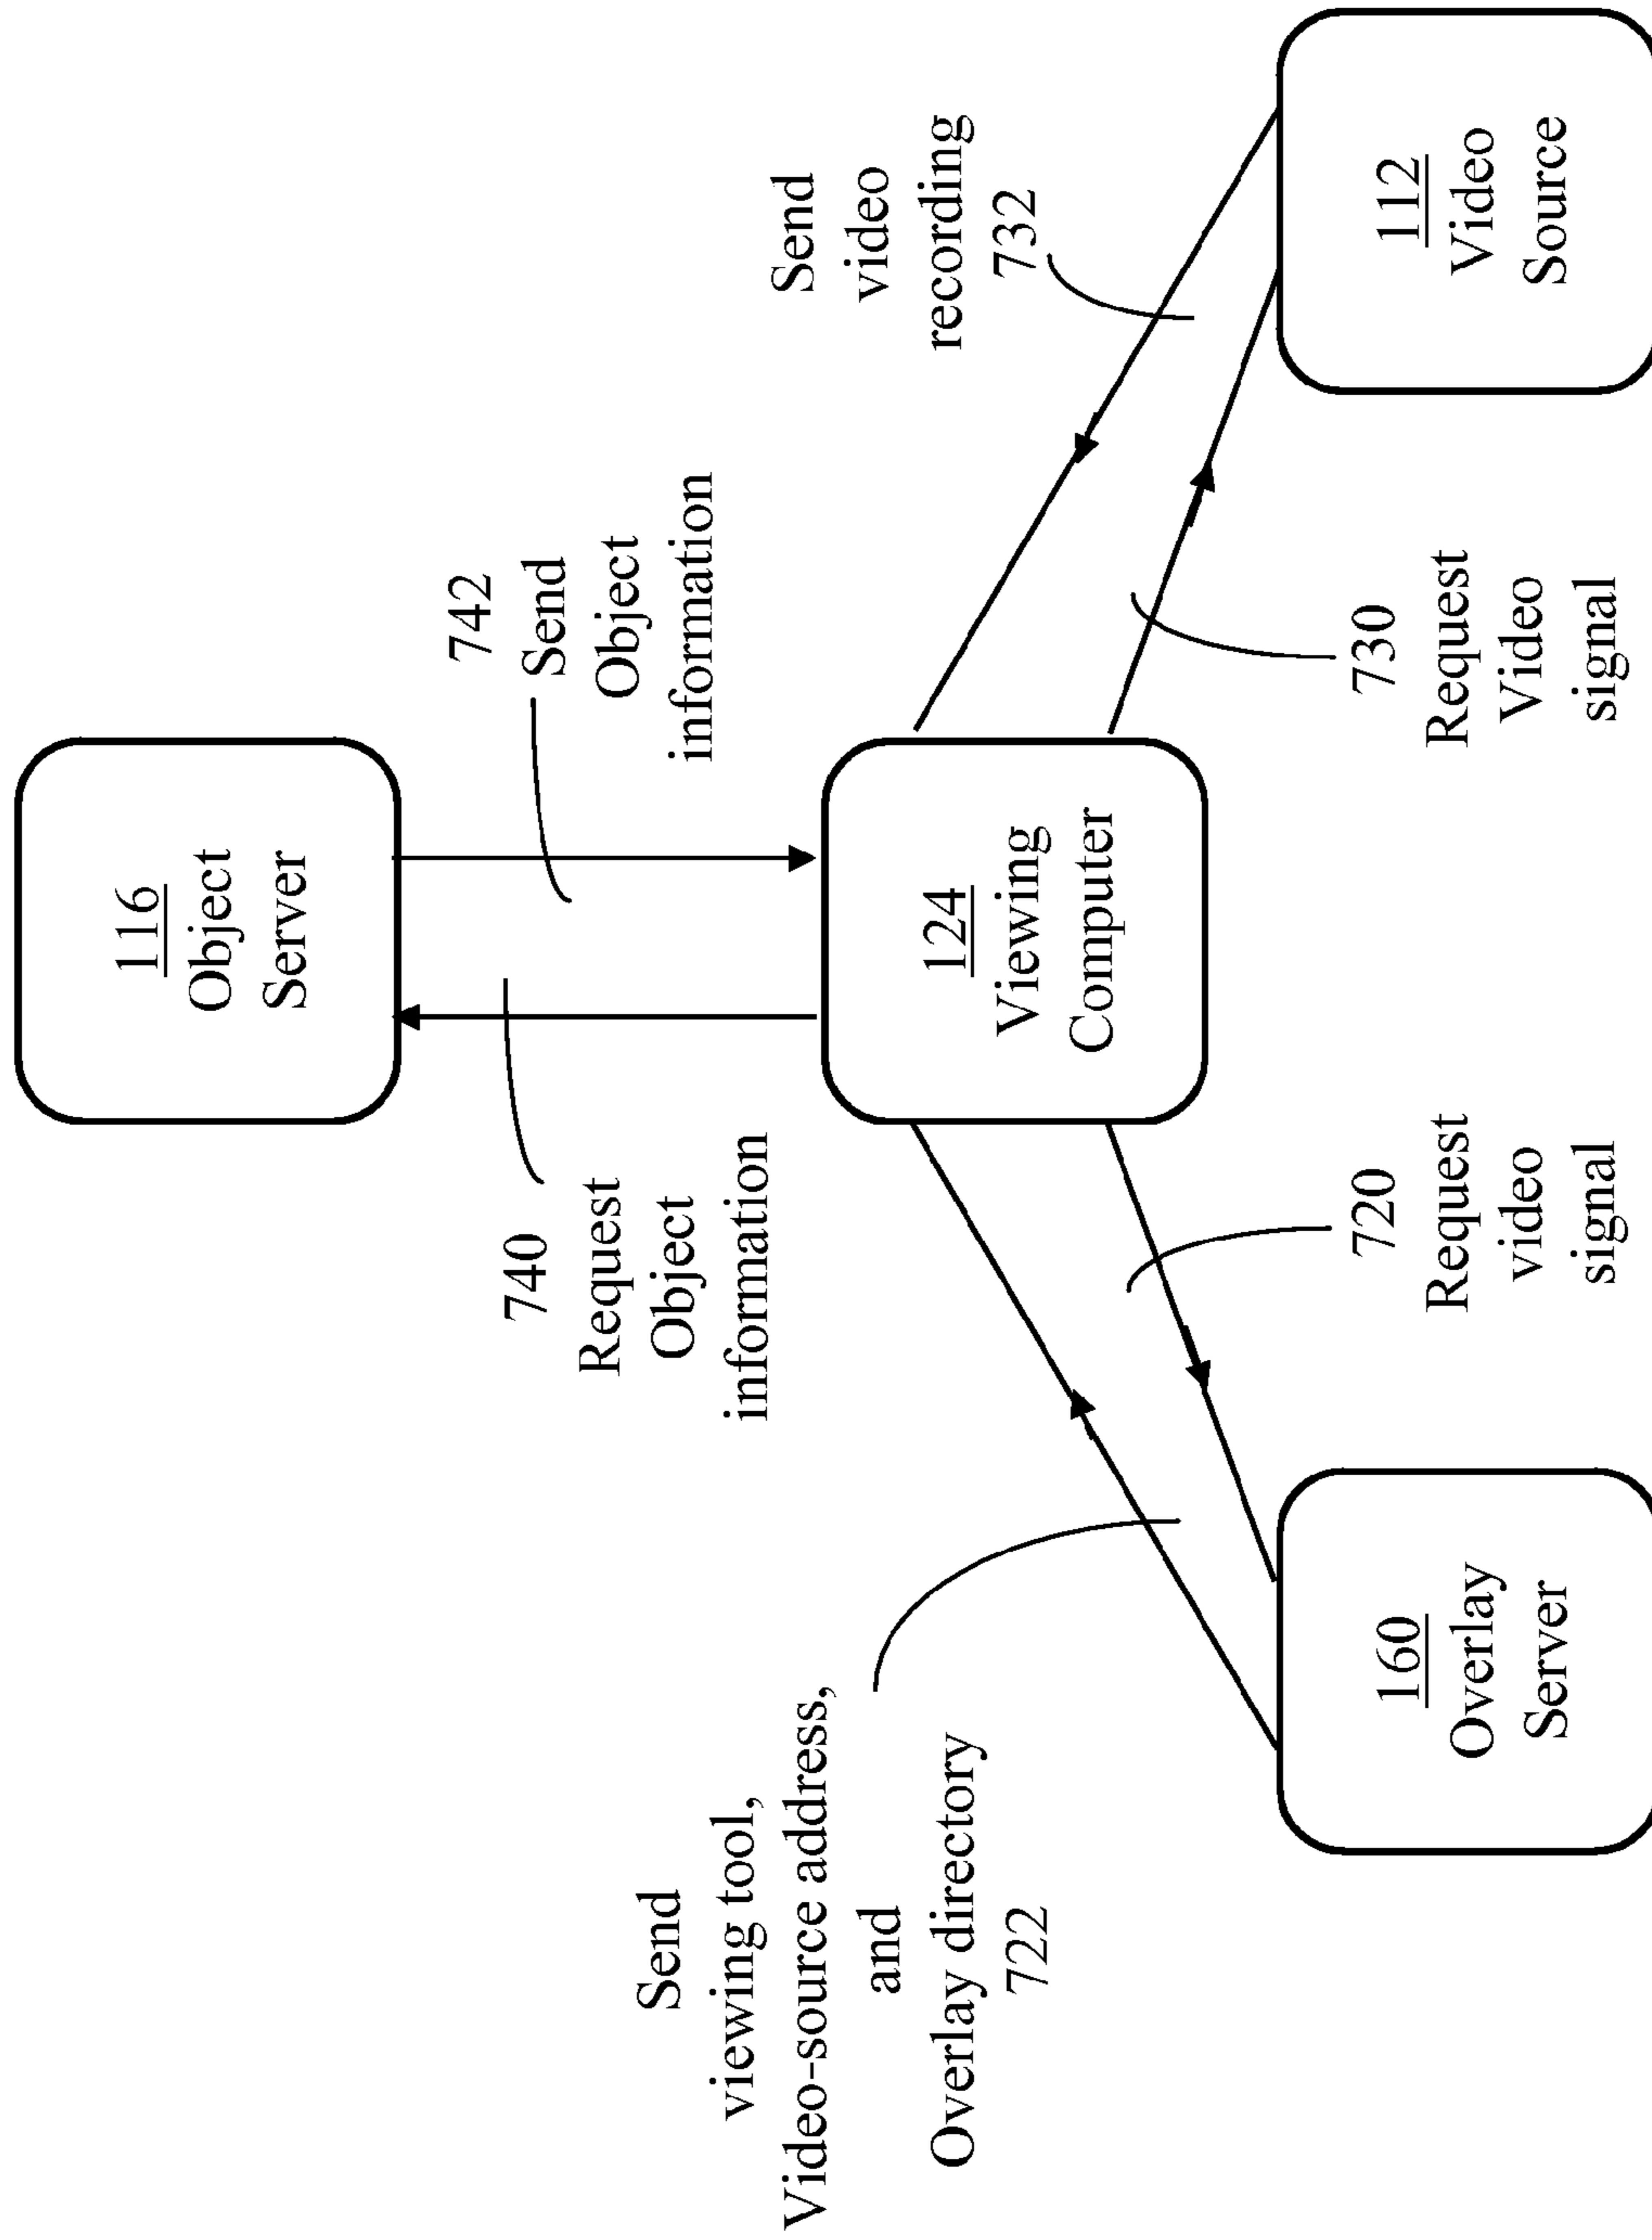 116
Object
Server
742
Send
Object
information
740
Request
Object
information
Send
video
recording
732
124
Viewing
Computer
Send
viewing tool,
Video-source address,
and
Overlay directory
722
720
Request
video
signal
730
Request
Video
signal
160
Overlay
Server
112
Video
Source